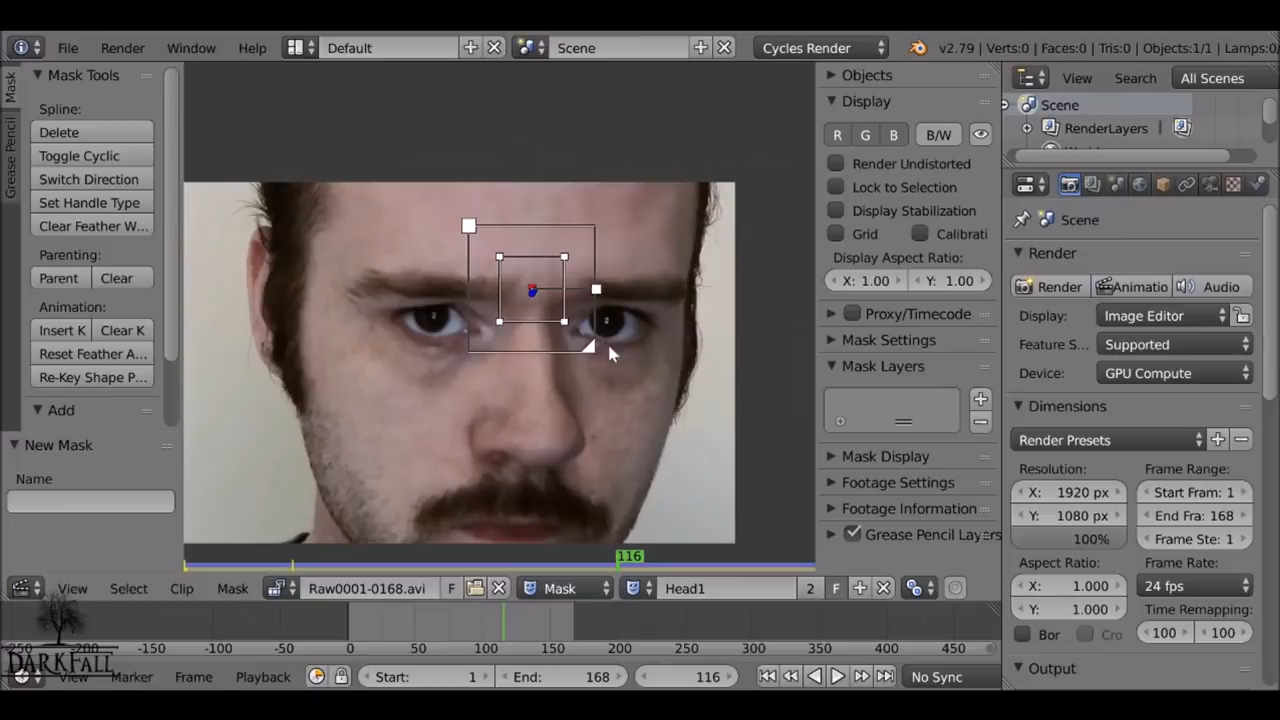 File Render Window Help Default Scene Cycles Render v2.79 | Verts:0 | Faces:0 | Tris:0 | Objects:1/1 | Lamps:0/
Mask
Grease Pencil
Mask Tools
Spline:
Delete
Toggle Cyclic
Switch Direction
Set Handle Type
Clear Feather W...
Parenting:
Parent Clear
Animation:
Insert K Clear K
Reset Feather A...
Re-Key Shape P...
Add
New Mask
Name
Objects
Display
R G B B/W
Render Undistorted
Lock to Selection
Display Stabilization
Grid Calibrati
Display Aspect Ratio:
X: 1.00 Y: 1.00
Proxy/Timecode
Mask Settings
Mask Layers
Mask Display
Footage Settings
Footage Information
Grease Pencil Layers
View Search All Scenes
Scene
RenderLayers
Scene
Render
Render Animatio Audio
Display: Image Editor
Feature S... Supported
Device: GPU Compute
Dimensions
Render Presets
Resolution: Frame Range:
X: 1920 px Start Fram: 1
Y: 1080 px End Fra: 168
100% Frame Ste: 1
Aspect Ratio: Frame Rate:
X: 1.000 24 fps
Y: 1.000 Time Remapping:
Bor Cro 100 100
Output
116
View Select Clip Mask Raw0001-0168.avi F Mask Head1 2 F
-250 -200 -150 -100 -50 0 50 100 150 200 250 300 350 400 450
DARKFALL
View Marker Frame Playback Start: 1 End: 168 116 No Sync